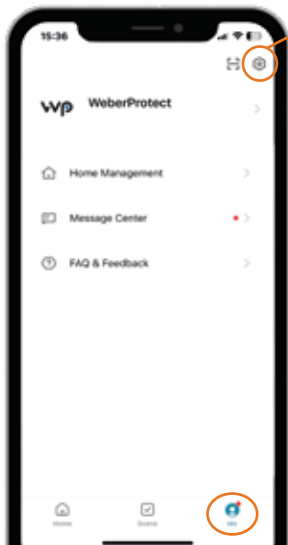 15:36
wp WeberProtect
Home Management
Message Center
FAQ & Feedback
Home
Scene
Me